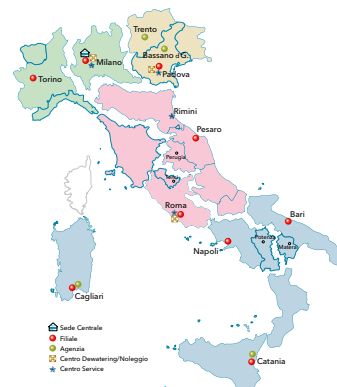 Trento
Bassano d G.
Milano
Padova
Torino
Rimini
Pesaro
Perugia
Terni
Roma
Bari
Potenza
Matera
Napoli
Cagliari
Catania
Sede Centrale
Filiale
Agenzia
Centro Dewatering/Noleggio
Centro Service